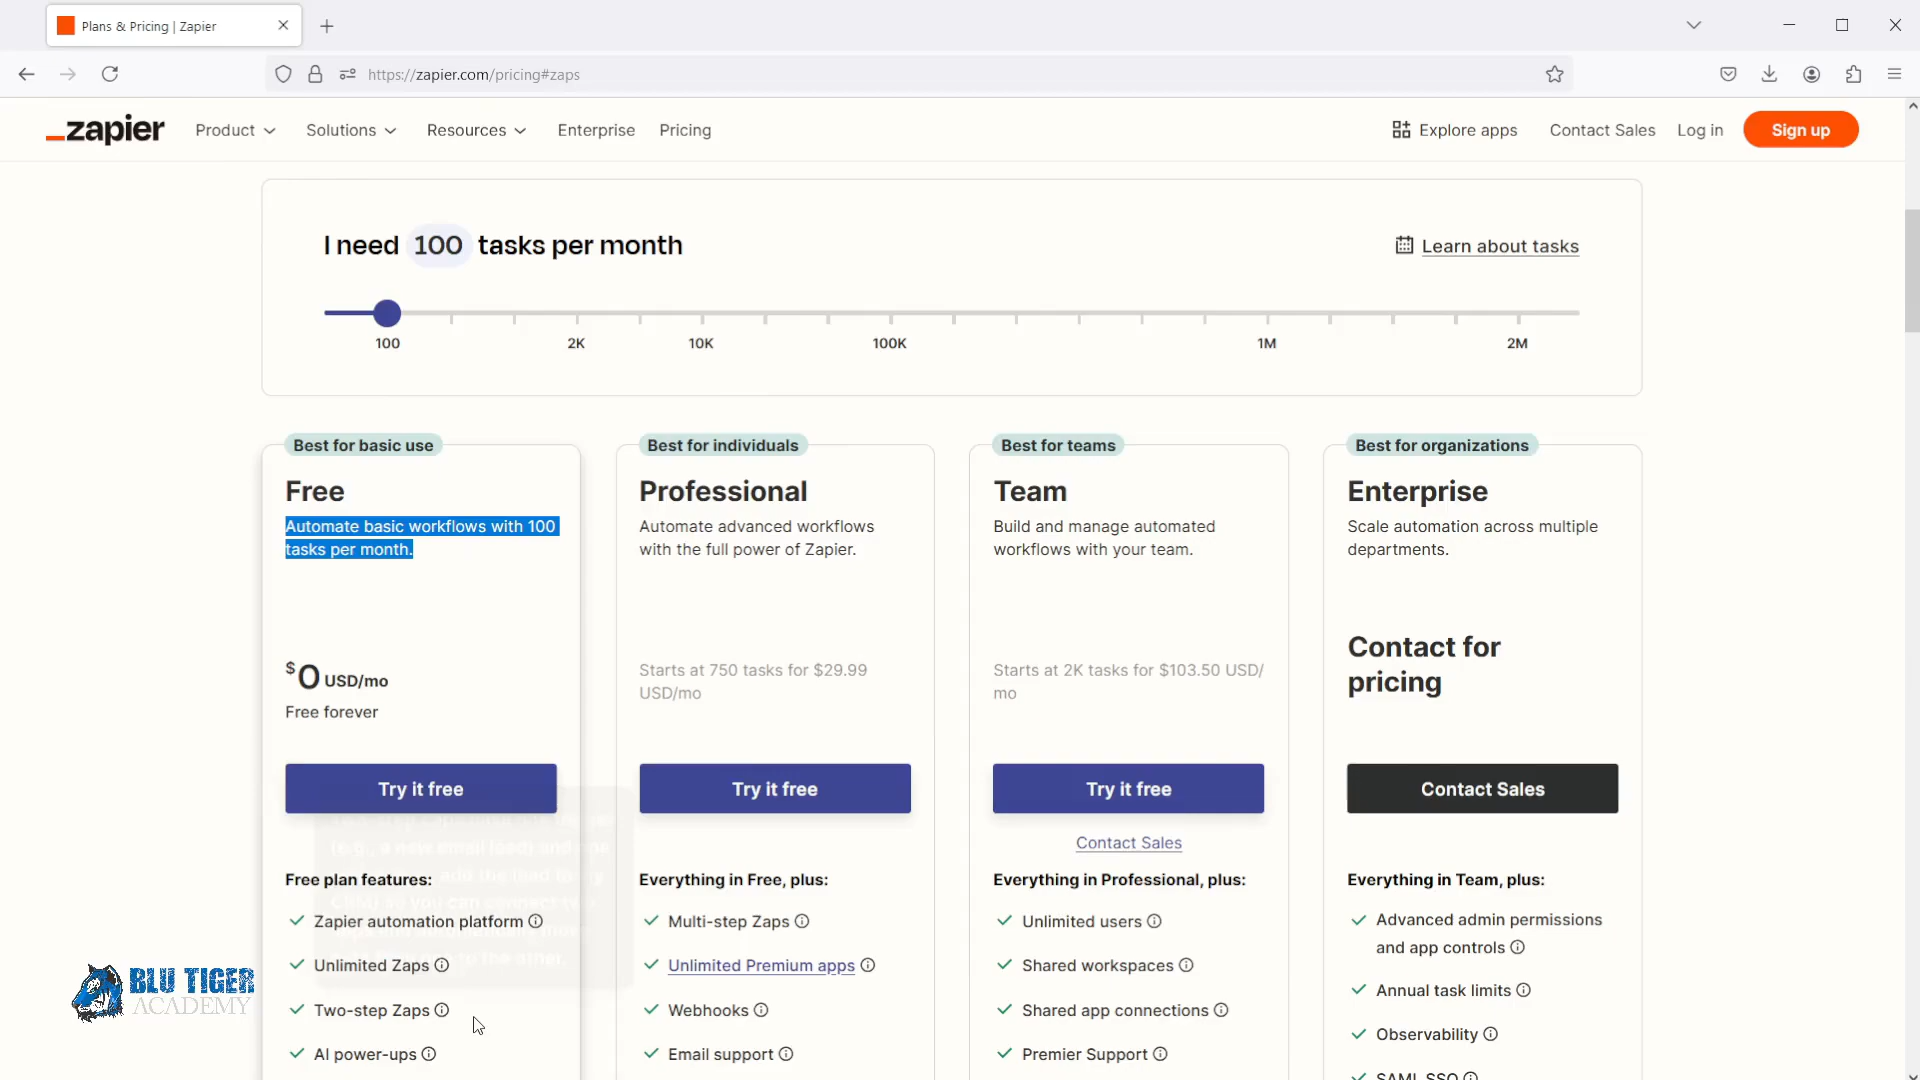 Plans & Pricing | Zapier
https://zapier.com/pricing#zaps
zapier
Product
Solutions
Resources
Enterprise
Pricing
Explore apps
Contact Sales
Log in
Sign up
I need 100 tasks per month
Learn about tasks
100 2K 10K 100K 1M 2M
Best for basic use
Free
Automate basic workflows with 100
tasks per month.
$0 USD/mo
Free forever
Try it free
Free plan features:
Zapier automation platform
Unlimited Zaps
Two-step Zaps
AI power-ups
Best for individuals
Professional
Automate advanced workflows
with the full power of Zapier.
Starts at 750 tasks for $29.99
USD/mo
Try it free
Everything in Free, plus:
Multi-step Zaps
Unlimited Premium apps
Webhooks
Email support
Best for teams
Team
Build and manage automated
workflows with your team.
Starts at 2K tasks for $103.50 USD/
mo
Try it free
Contact Sales
Everything in Professional, plus:
Unlimited users
Shared workspaces
Shared app connections
Premier Support
Best for organizations
Enterprise
Scale automation across multiple
departments.
Contact for
pricing
Contact Sales
Everything in Team, plus:
Advanced admin permissions
and app controls
Annual task limits
Observability
SAML SSO
BLU TIGER
ACADEMY